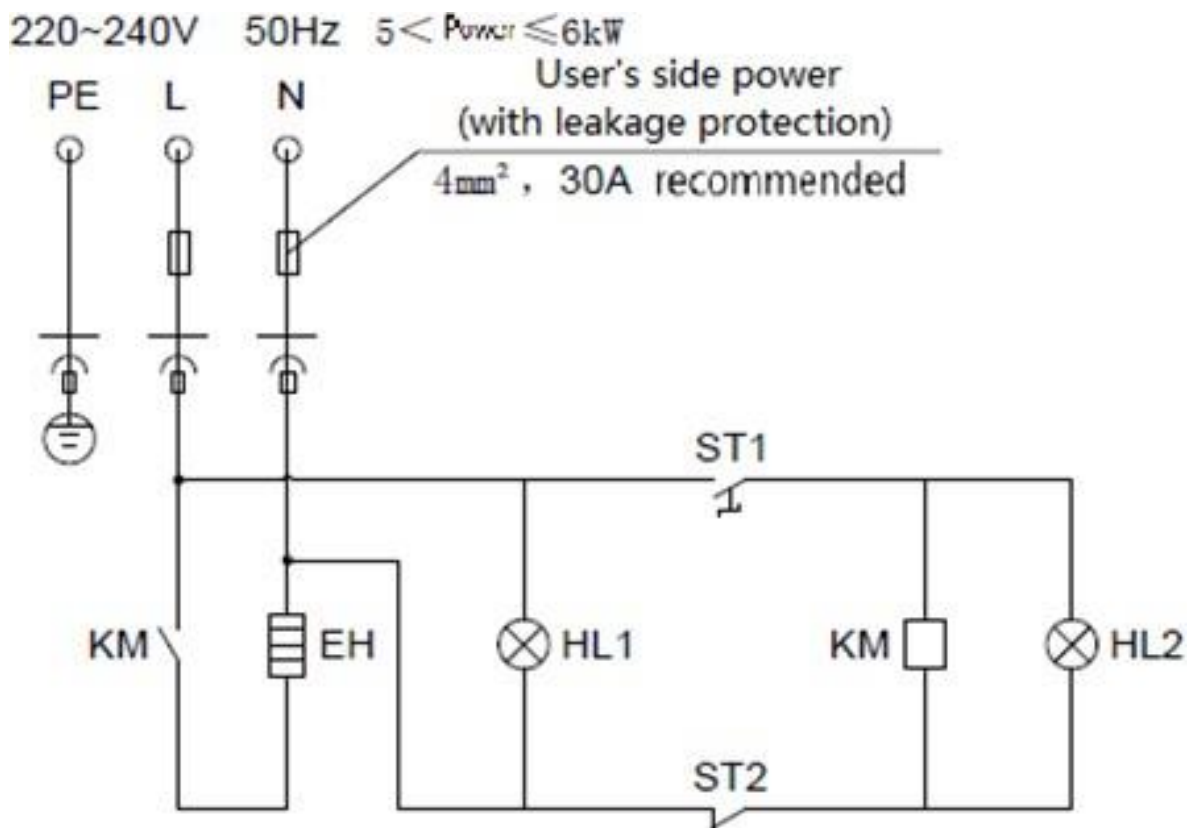 220~240V 50Hz 5< Power ≤6kW
User's side power
PE L N
(with leakage protection)
4mm², 30A recommended
ST1
KM EH HL1 KM HL2
ST2